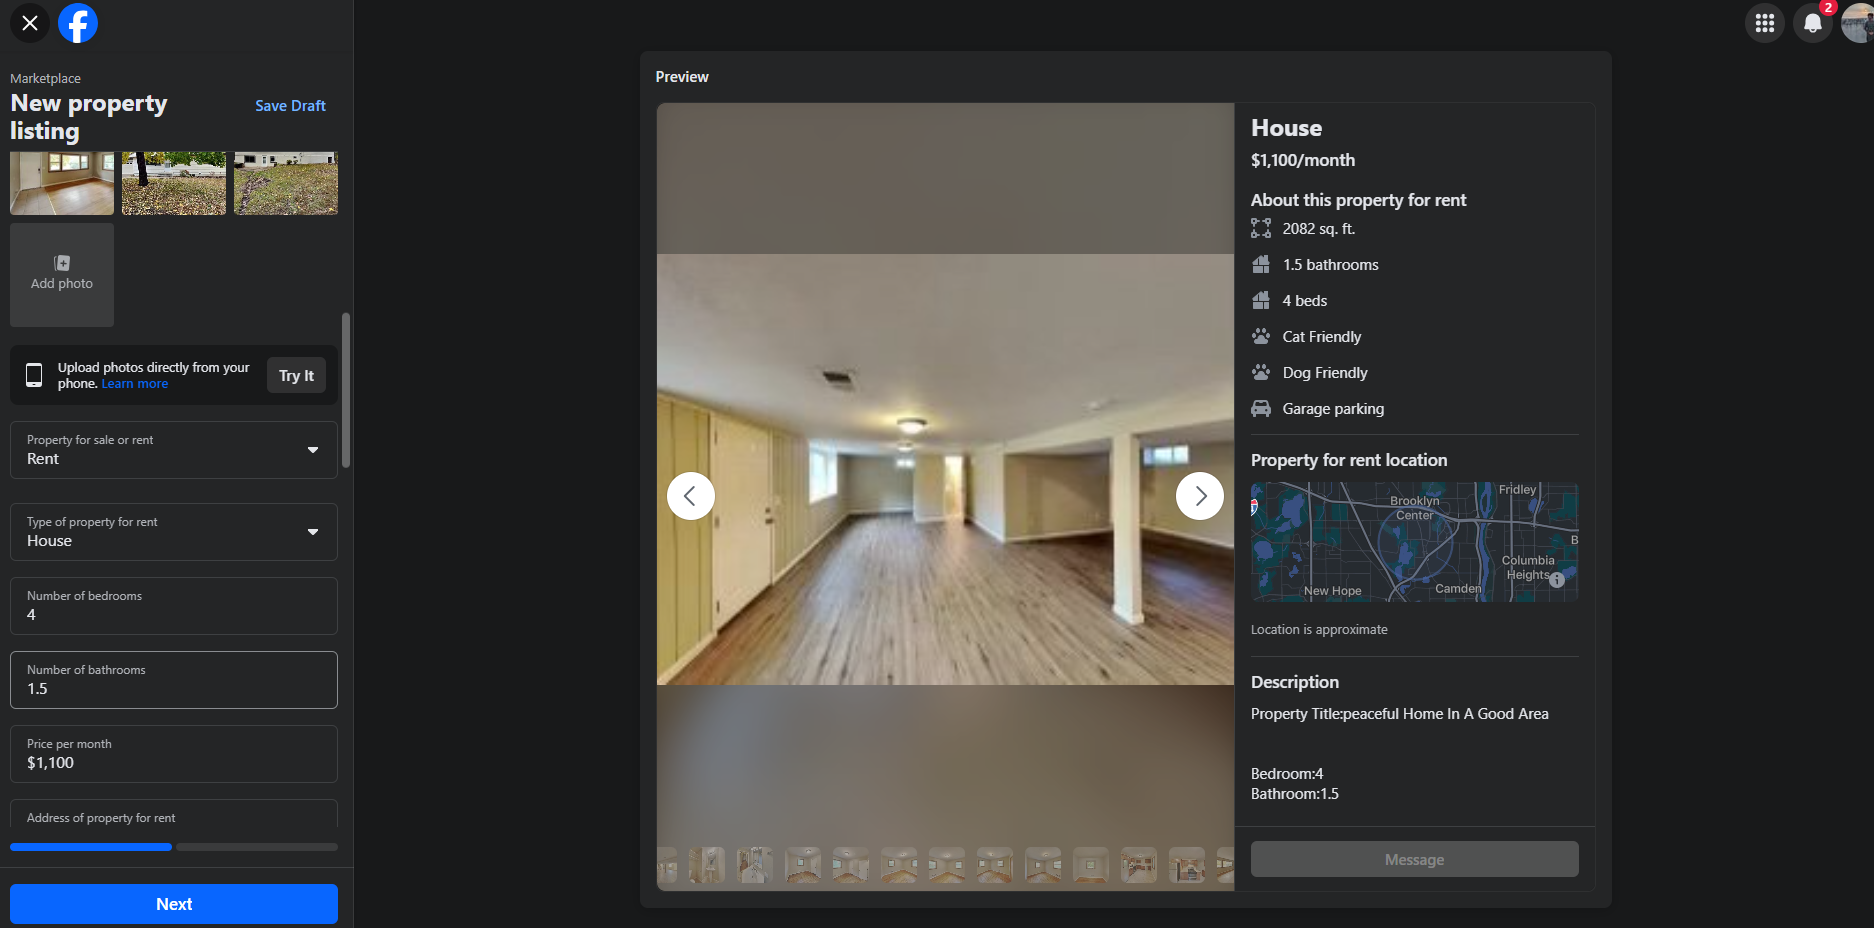 Marketplace
New property
listing
Save Draft
Add photo
Upload photos directly from your
phone. Learn more
Try It
Property for sale or rent
Rent
Type of property for rent
House
Number of bedrooms
4
Number of bathrooms
1.5
Price per month
$1,100
Address of property for rent
Next
2
Preview
House
$1,100/month
About this property for rent
2082 sq. ft.
1.5 bathrooms
4 beds
Cat Friendly
Dog Friendly
Garage parking
Property for rent location
Fridley
Brooklyn
Center
B
Columbia
Heights
New Hope
Camden
Location is approximate
Description
Property Title:peaceful Home In A Good Area
Bedroom:4
Bathroom:1.5
Message